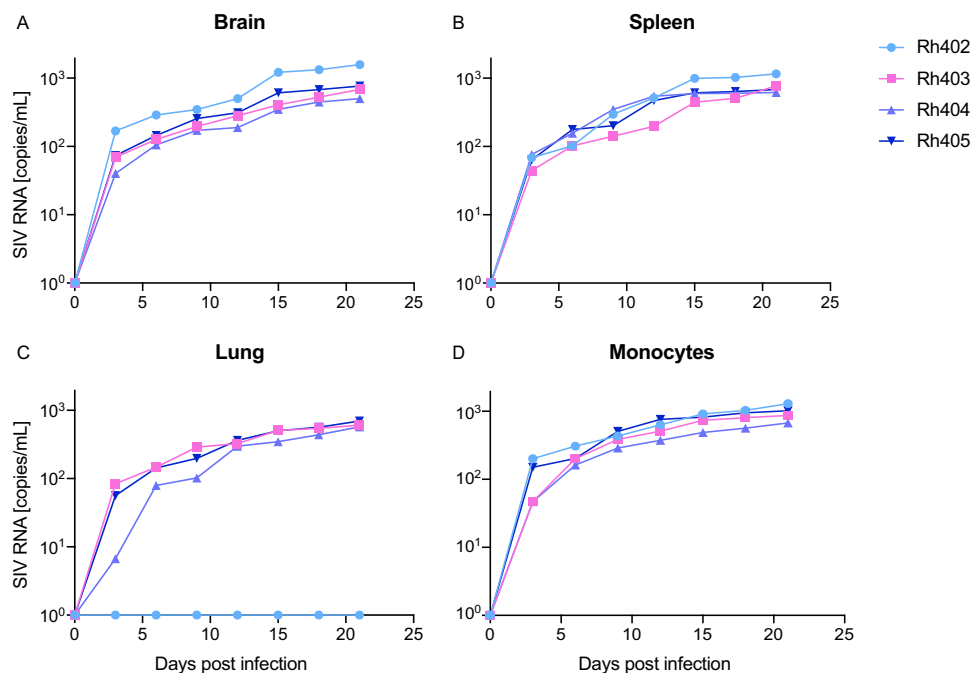 A Brain
B Spleen
Rh402
Rh403
Rh404
Rh405
SIV RNA [copies/mL]
10³
10²
10¹
10⁰
0 5 10 15 20 25
10³
10²
10¹
10⁰
0 5 10 15 20 25
C Lung
D Monocytes
SIV RNA [copies/mL]
10³
10²
10¹
10⁰
0 5 10 15 20 25
Days post infection
10³
10²
10¹
10⁰
0 5 10 15 20 25
Days post infection